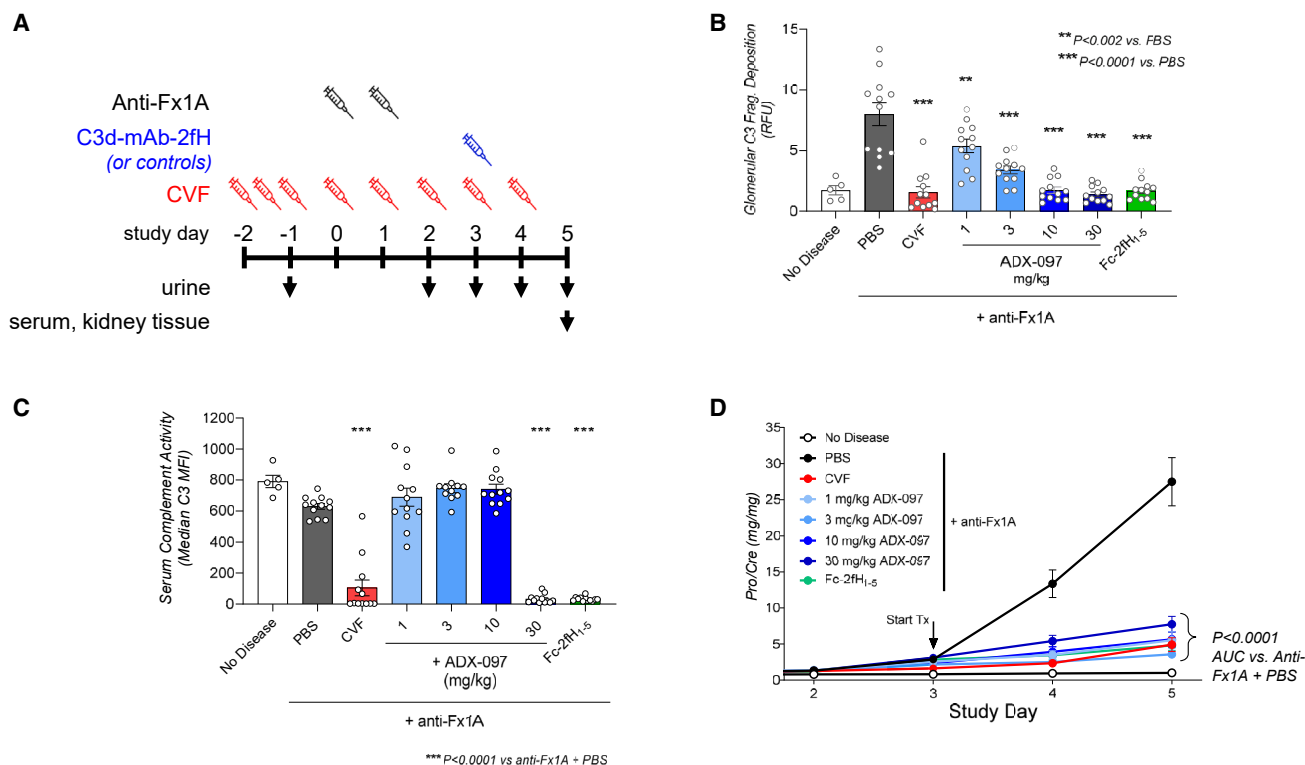 A
Anti-Fx1A
C3d-mAb-2fH
(or controls)
CVF
study day
-2 -1 0 1 2 3 4 5
urine
serum, kidney tissue
B
Glomerular C3 Frag. Deposition
(RFU)
15
10
5
0
** P<0.002 vs. PBS
*** P<0.0001 vs. PBS
*** ** *** *** *** ***
No Disease
PBS
CVF
1
3
10
30
Fc-2fH1-5
ADX-097
mg/kg
+ anti-Fx1A
C
Serum Complement Activity
(Median C3 MFI)
1200
1000
800
600
400
200
0
*** *** ***
No Disease
PBS
CVF
1
3
10
30
Fc-2fH1-5
+ ADX-097
(mg/kg)
+ anti-Fx1A
*** P<0.0001 vs anti-Fx1A + PBS
D
Pro/Cre (mg/mg)
35
30
25
20
15
10
5
0
No Disease
PBS
CVF
1 mg/kg ADX-097
3 mg/kg ADX-097
10 mg/kg ADX-097
30 mg/kg ADX-097
Fc-2fH1-5
+ anti-Fx1A
Start Tx
P<0.0001
AUC vs. Anti-
Fx1A + PBS
2 3 4 5
Study Day